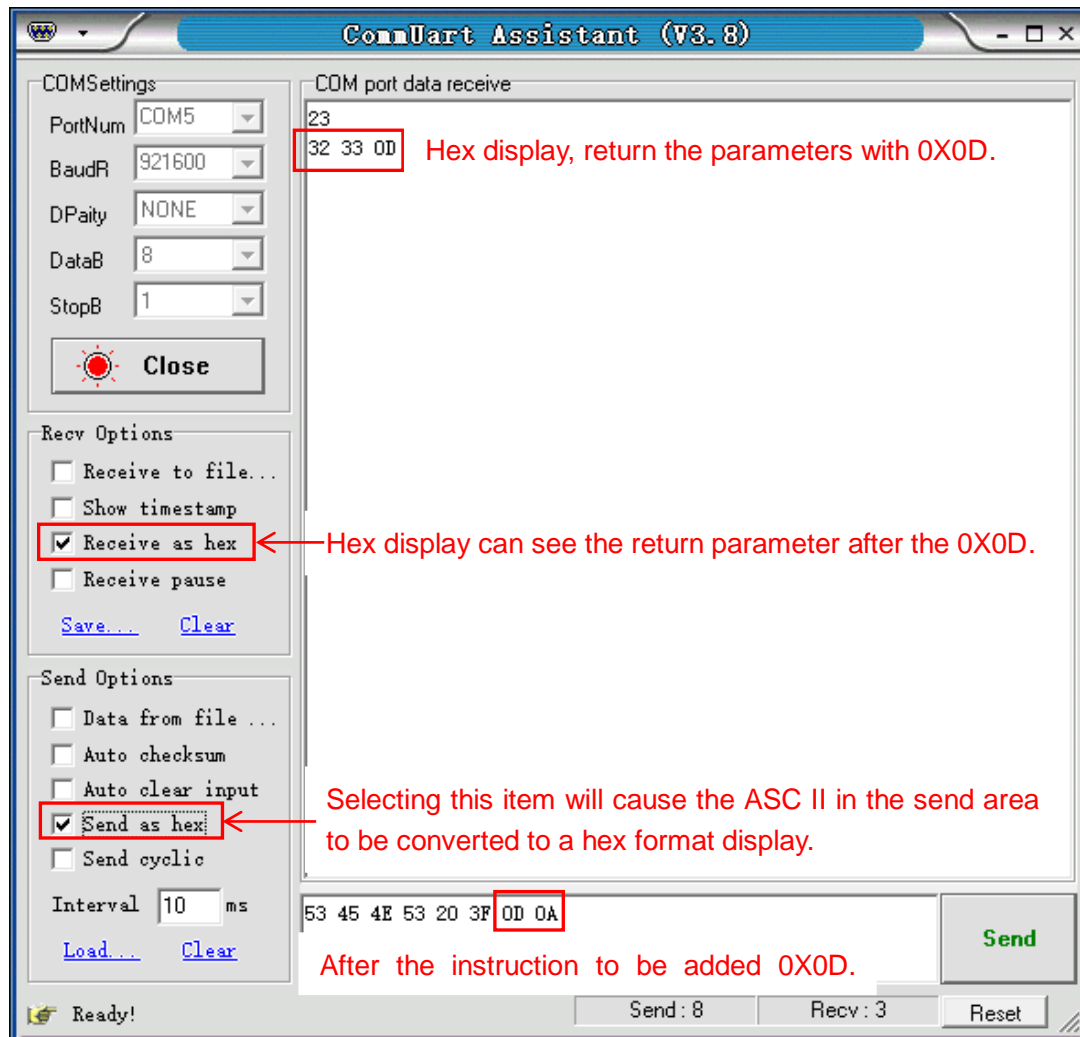 CommUart Assistant (V3.8)
COMSettings
PortNum COM5
BaudR 921600
DPaity NONE
DataB 8
StopB 1
Close
Recv Options
Receive to file...
Show timestamp
Receive as hex
Receive pause
Save... Clear
Send Options
Data from file ...
Auto checksum
Auto clear input
Send as hex
Send cyclic
Interval 10 ms
Load... Clear
COM port data receive
23
32 33 0D
Hex display, return the parameters with 0X0D.
Hex display can see the return parameter after the 0X0D.
Selecting this item will cause the ASC II in the send area
to be converted to a hex format display.
53 45 4E 53 20 3F 0D 0A
After the instruction to be added 0X0D.
Send
Ready!
Send : 8
Recv : 3
Reset